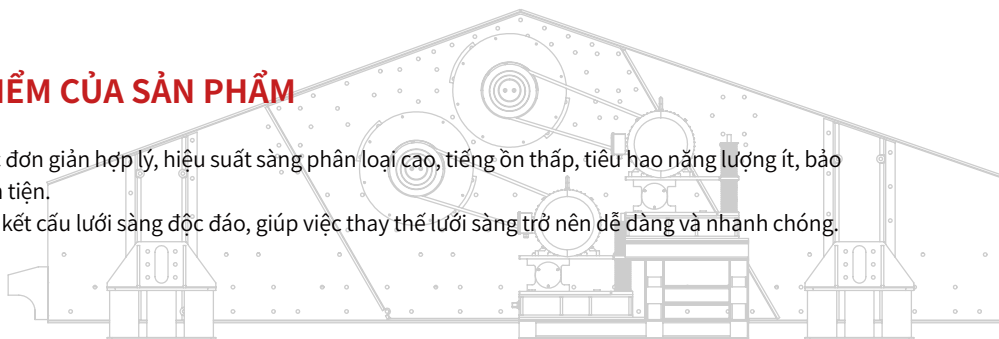 ỂM CỦA SẢN PHẨM
đơn giản hợp lý, hiệu suất sàng phân loại cao, tiếng ồn thấp, tiêu hao năng lượng ít, bảo
tiện.
kết cấu lưới sàng độc đáo, giúp việc thay thế lưới sàng trở nên dễ dàng và nhanh chóng.